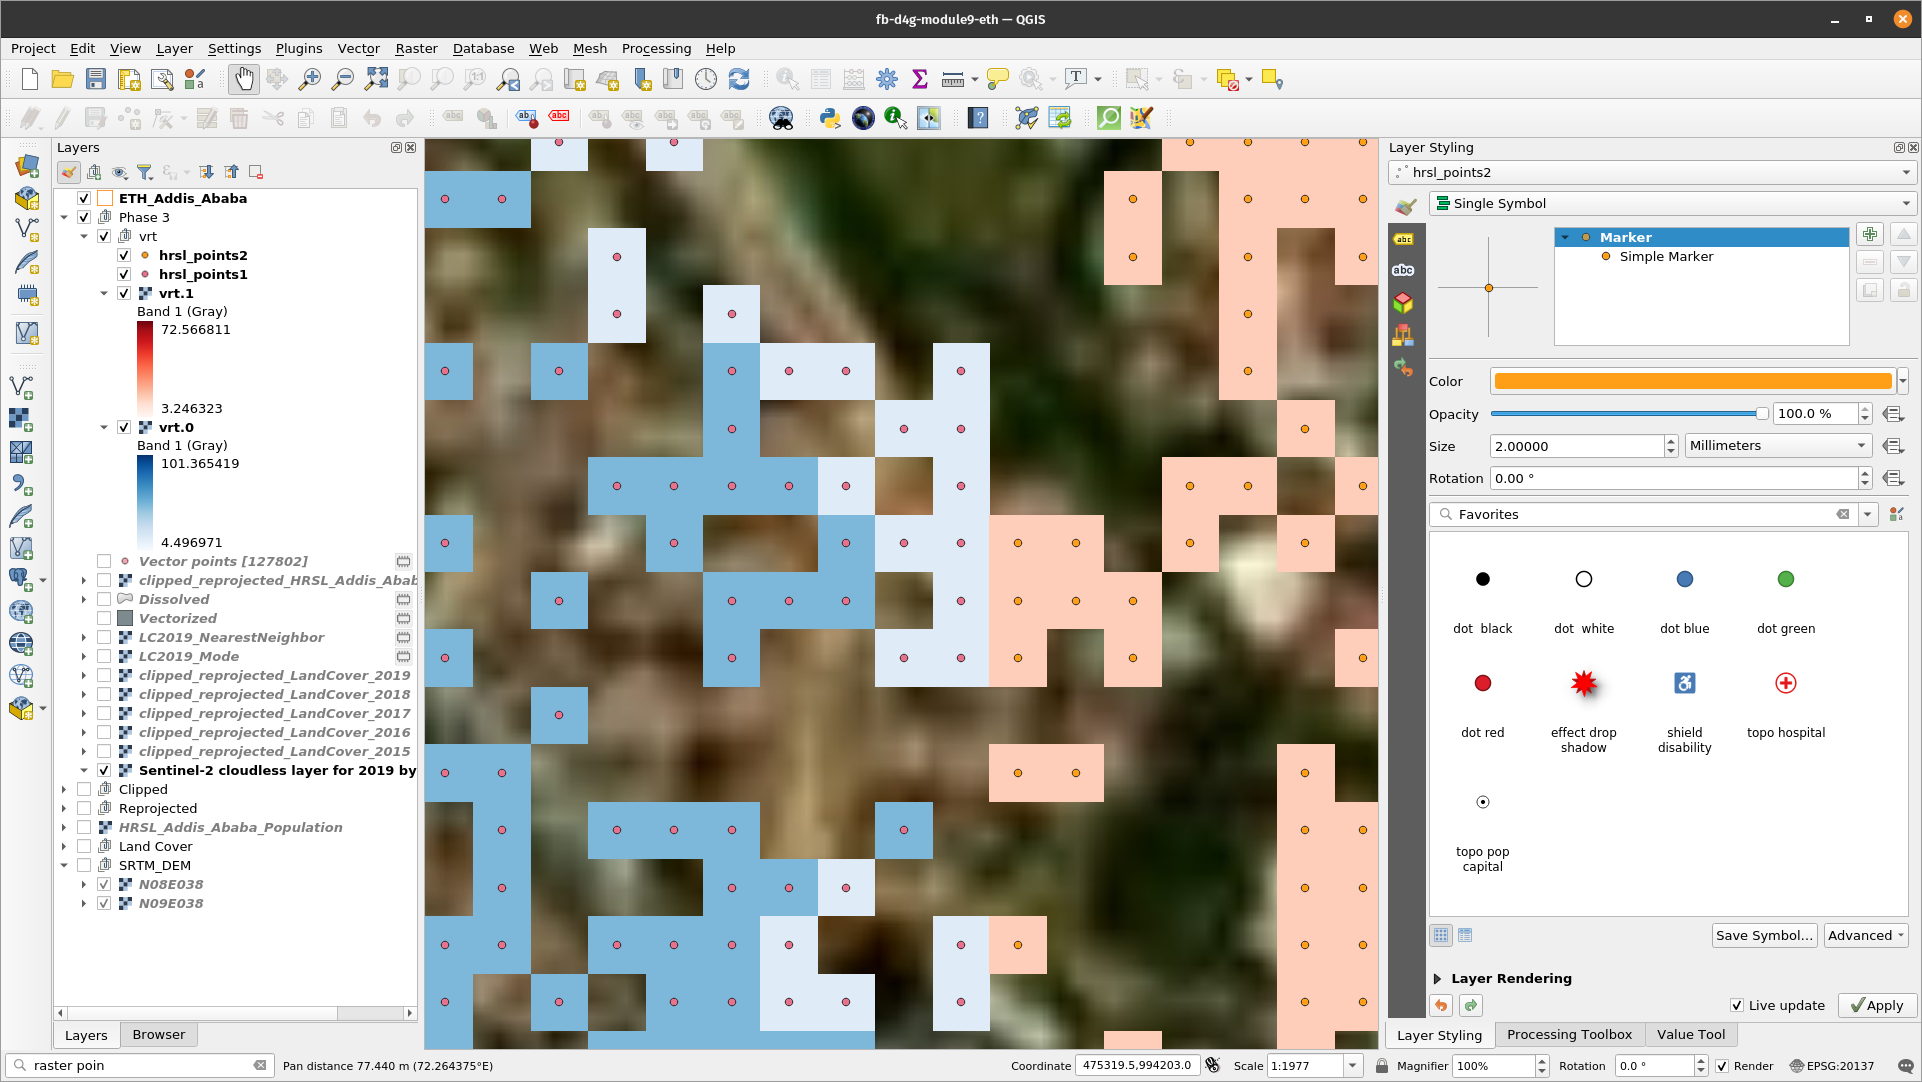 fb-d4g-module9-eth — QGIS
Project Edit View Layer Settings Plugins Vector Raster Database Web Mesh Processing Help
Layers
ETH_Addis_Ababa
Phase 3
vrt
hrsl_points2
hrsl_points1
vrt.1
Band 1 (Gray)
72.566811
3.246323
vrt.0
Band 1 (Gray)
101.365419
4.496971
Vector points [127802]
clipped_reprojected_HRSL_Addis_Abab
Dissolved
Vectorized
LC2019_NearestNeighbor
LC2019_Mode
clipped_reprojected_LandCover_2019
clipped_reprojected_LandCover_2018
clipped_reprojected_LandCover_2017
clipped_reprojected_LandCover_2016
clipped_reprojected_LandCover_2015
Sentinel-2 cloudless layer for 2019 by
Clipped
Reprojected
HRSL_Addis_Ababa_Population
Land Cover
SRTM_DEM
N08E038
N09E038
Layers Browser
Layer Styling
hrsl_points2
Single Symbol
Marker
Simple Marker
Color
Opacity 100.0 %
Size 2.00000 Millimeters
Rotation 0.00 °
Favorites
dot black dot white dot blue dot green
dot red effect drop shadow shield disability topo hospital
topo pop capital
Save Symbol... Advanced
Layer Rendering
Live update Apply
Layer Styling Processing Toolbox Value Tool
raster poin Pan distance 77.440 m (72.264375°E) Coordinate 475319.5,994203.0 Scale 1:1977 Magnifier 100% Rotation 0.0 ° Render EPSG:20137